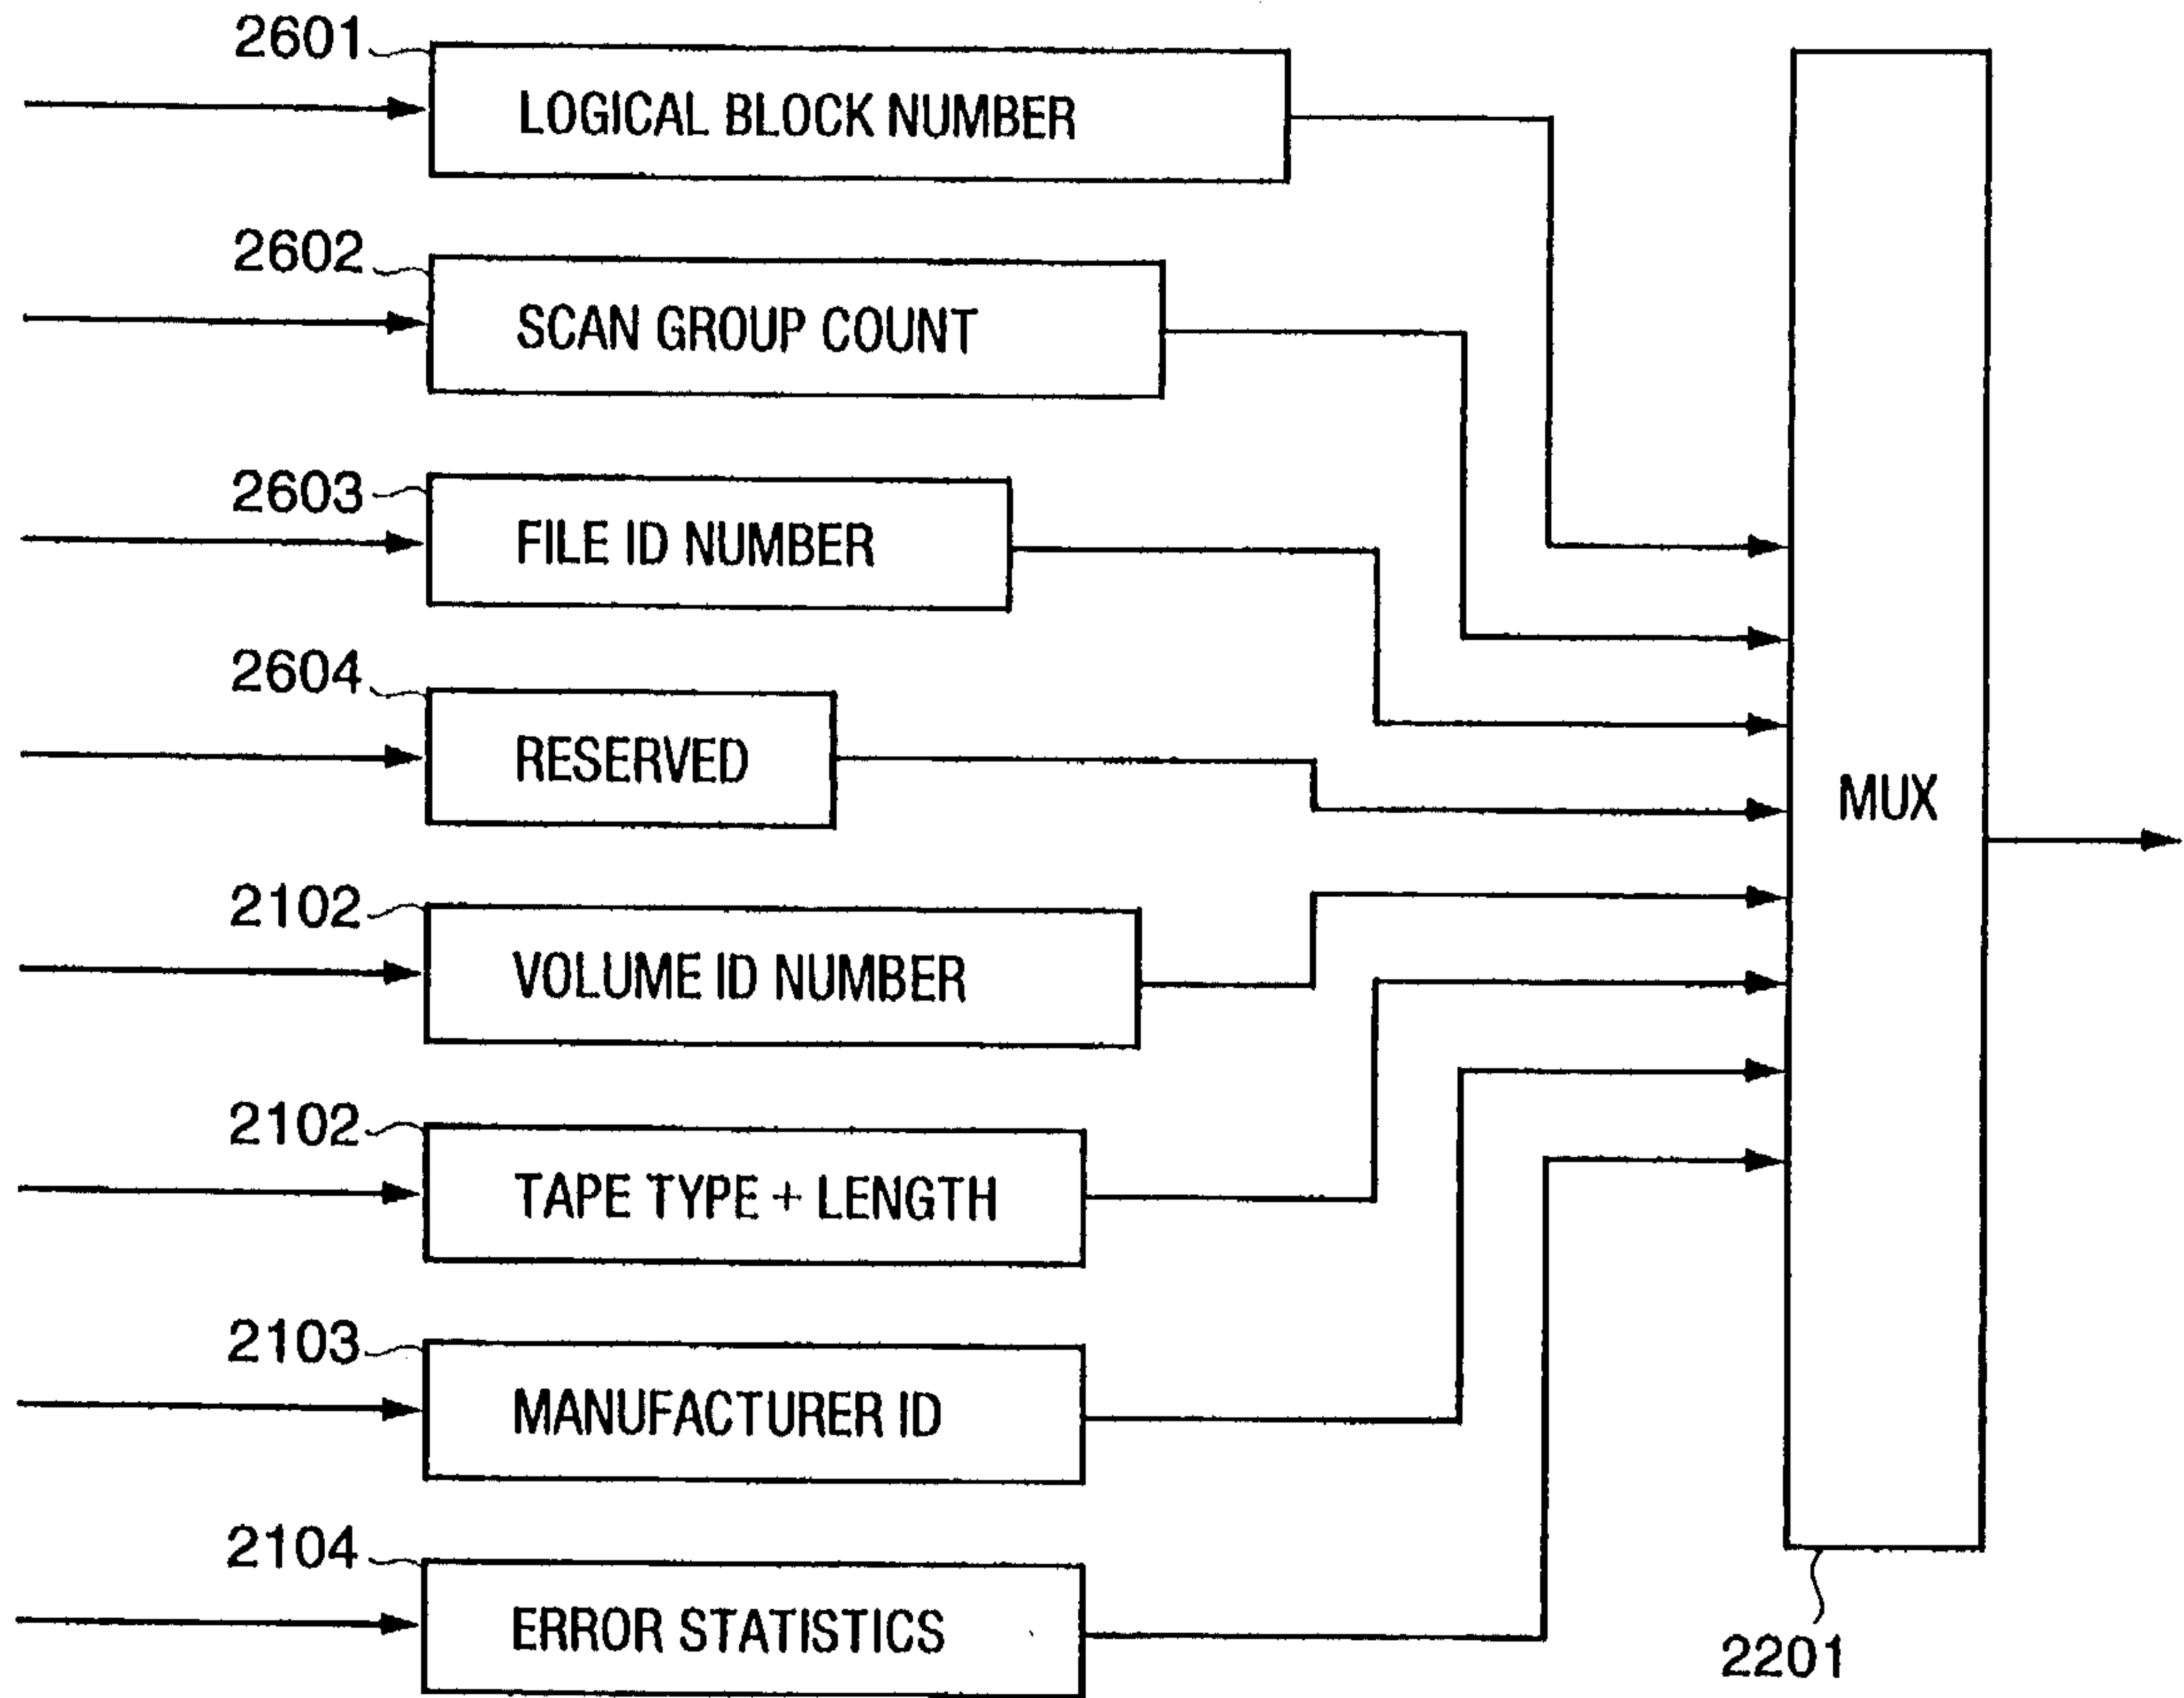 2601
LOGICAL BLOCK NUMBER
2602
SCAN GROUP COUNT
2603
FILE ID NUMBER
2604
RESERVED
MUX
2102
VOLUME ID NUMBER
2102
TAPE TYPE + LENGTH
2103
MANUFACTURER ID
2104
ERROR STATISTICS
2201